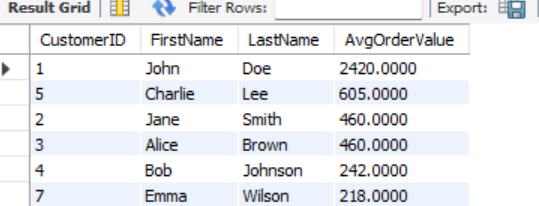 Result Grid Filter Rows: Export:
CustomerID FirstName LastName AvgOrderValue
1 John Doe 2420.0000
5 Charlie Lee 605.0000
2 Jane Smith 460.0000
3 Alice Brown 460.0000
4 Bob Johnson 242.0000
7 Emma Wilson 218.0000